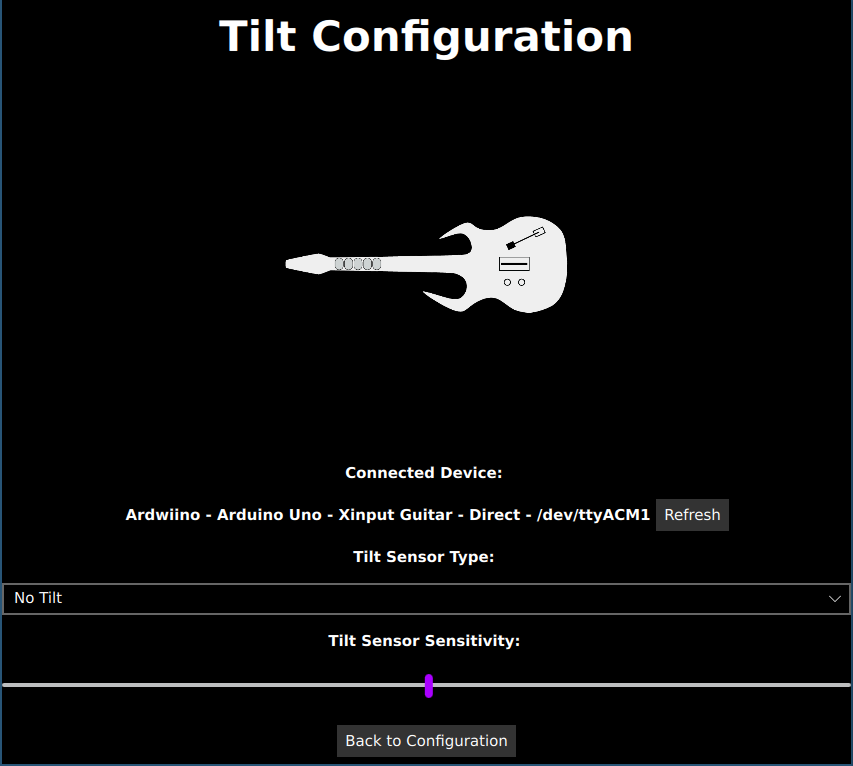 Tilt Configuration
Connected Device:
Ardwiino - Arduino Uno - Xinput Guitar - Direct - /dev/ttyACM1 Refresh
Tilt Sensor Type:
No Tilt
Tilt Sensor Sensitivity:
Back to Configuration